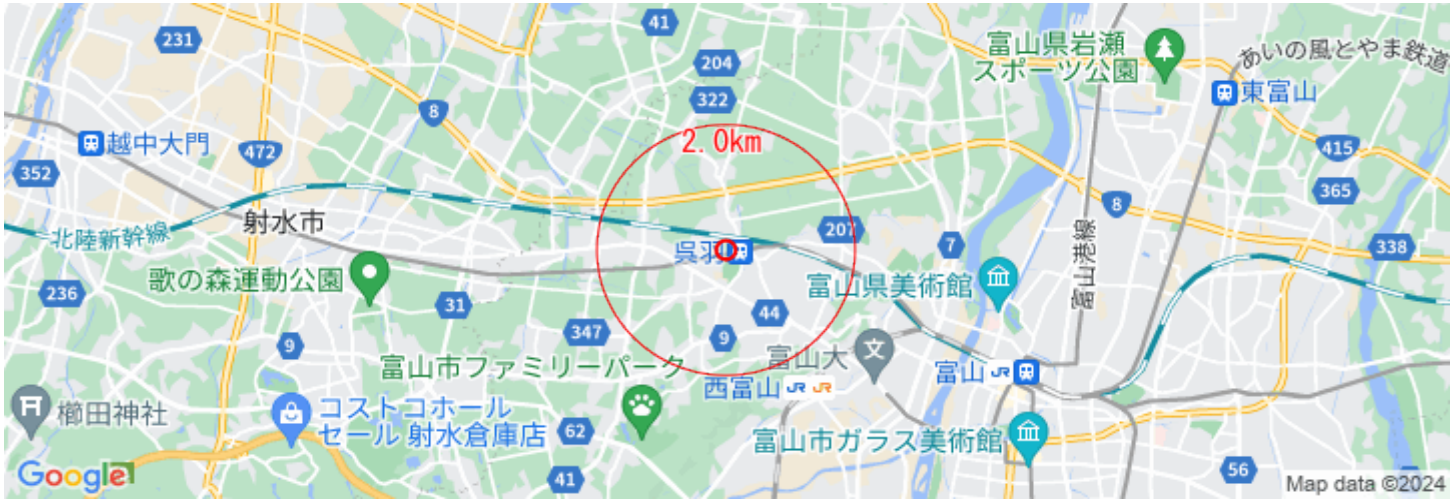 231
41
204
322
富山県岩瀬
スポーツ公園
あいの風とやま鉄道
東富山
8
越中大門
472
352
2.0km
415
365
射水市
北陸新幹線
8
207
7
338
呉羽
歌の森運動公園
富山県美術館
富山港線
236
31
44
9
347
9
富山市ファミリーパーク
富山大
文
西富山
JR
JR
富山
JR
櫛田神社
コストコホール
セール 射水倉庫店
62
富山市ガラス美術館
41
56
Google
Map data ©2024